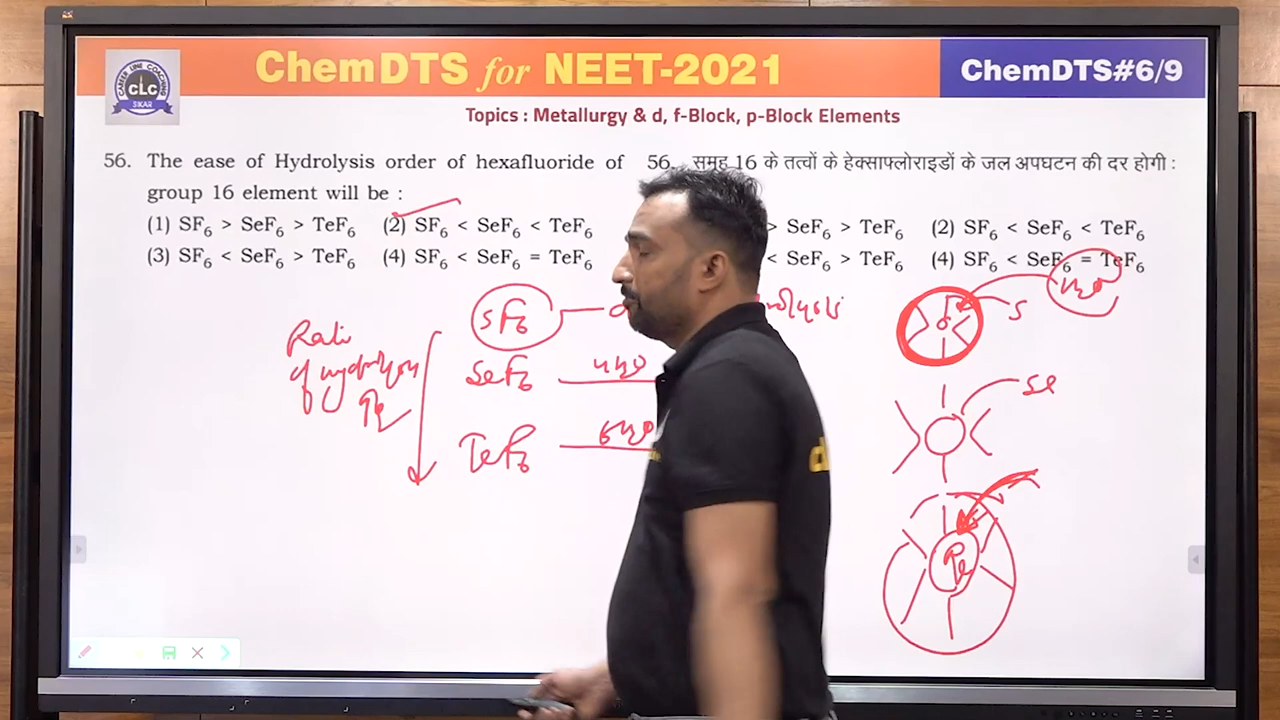 CAREER LINE COACHING
CLC
SIKAR
ChemDTS for NEET-2021
ChemDTS#6/9
Topics : Metallurgy & d, f-Block, p-Block Elements
56. The ease of Hydrolysis order of hexafluoride of
group 16 element will be :
(1) SF₆ > SeF₆ > TeF₆ (2) SF₆ < SeF₆ < TeF₆
(3) SF₆ < SeF₆ > TeF₆ (4) SF₆ < SeF₆ = TeF₆
56. समूह 16 के तत्वों के हेक्साफ्लोराइडों के जल अपघटन की दर होगी :
> SeF₆ > TeF₆ (2) SF₆ < SeF₆ < TeF₆
< SeF₆ > TeF₆ (4) SF₆ < SeF₆ = TeF₆
SF₆
SeF₆ 4H₂O
TeF₆ 6H₂O
H₂O
S
Se
Te